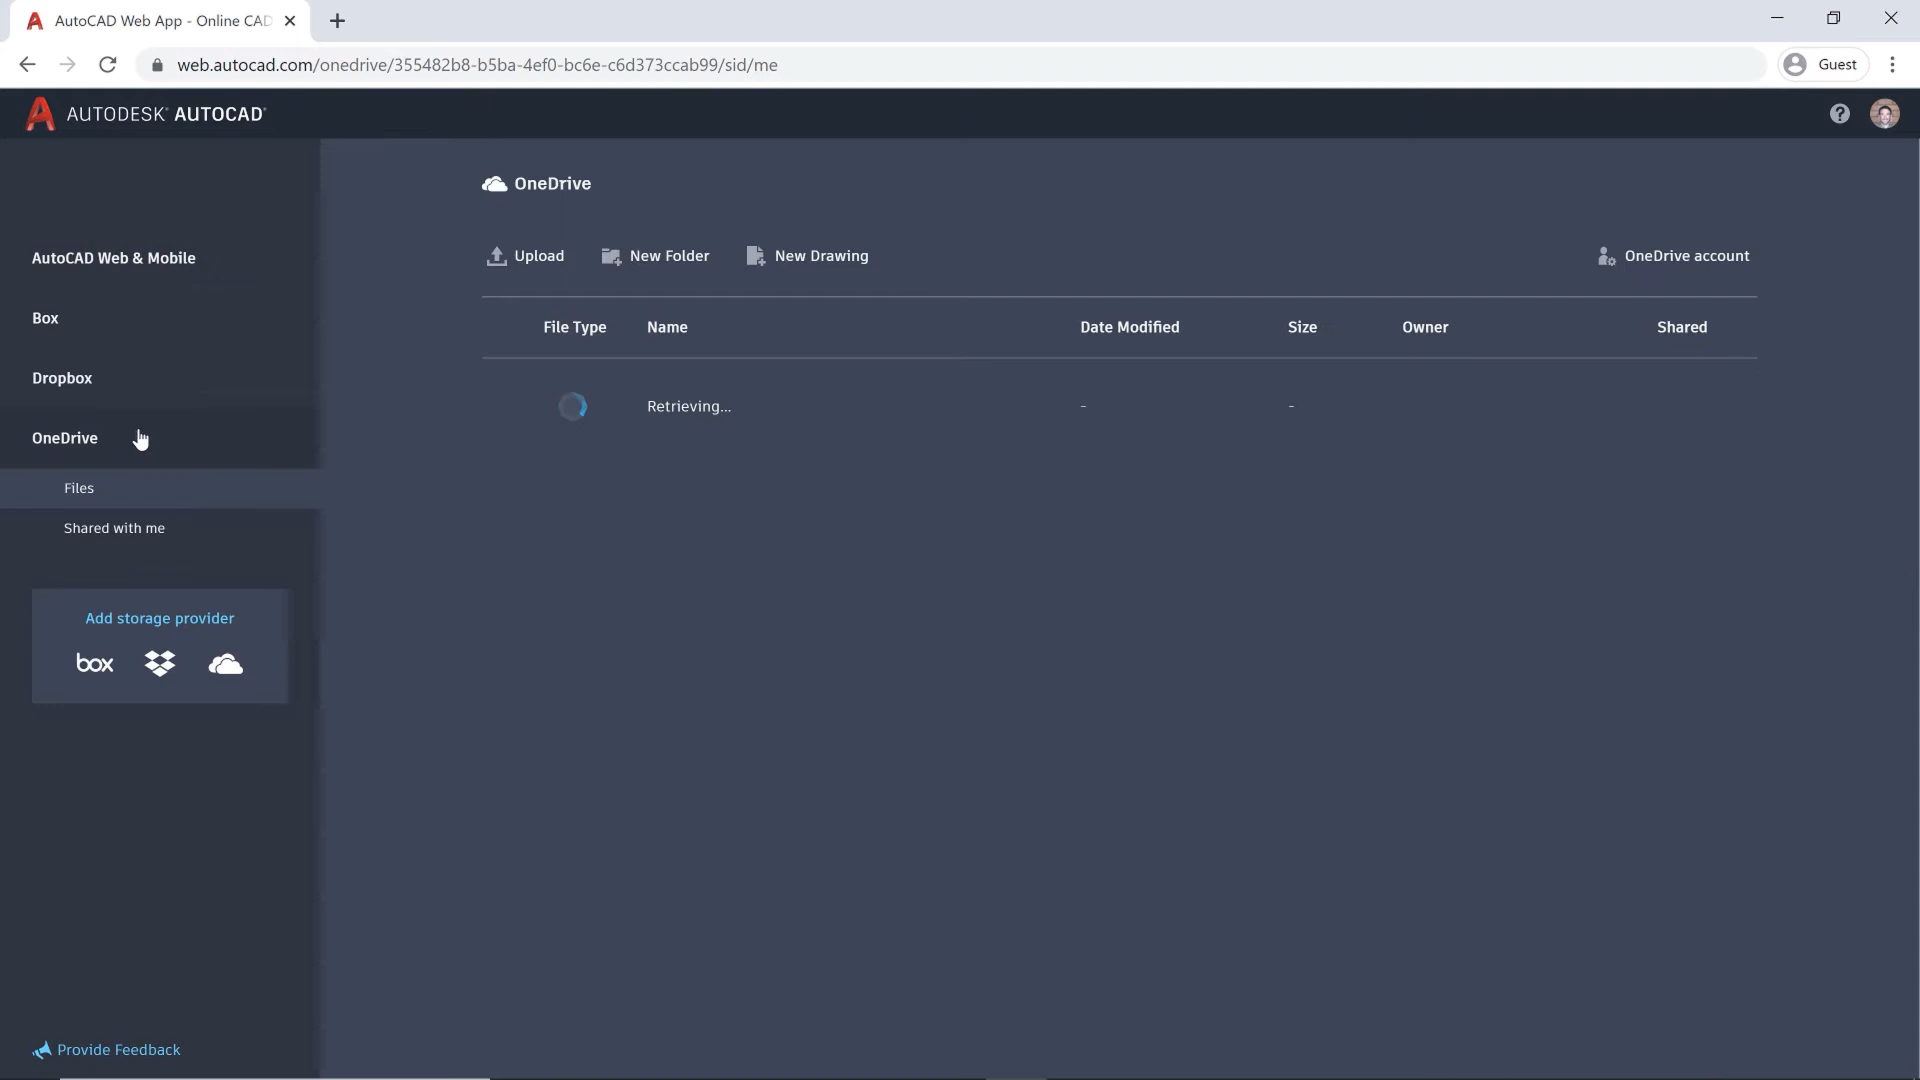 AutoCAD Web App - Online CAD
web.autocad.com/onedrive/355482b8-b5ba-4ef0-bc6e-c6d373ccab99/sid/me
Guest
AUTODESK® AUTOCAD®
OneDrive
AutoCAD Web & Mobile
Upload
New Folder
New Drawing
OneDrive account
Box
File Type
Name
Date Modified
Size
Owner
Shared
Dropbox
Retrieving...
-
-
OneDrive
Files
Shared with me
Add storage provider
box
Provide Feedback